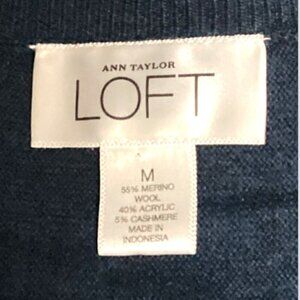 ANN TAYLOR
LOFT
M
55% MERINO
WOOL
40% ACRYLIC
5% CASHMERE
MADE IN
INDONESIA